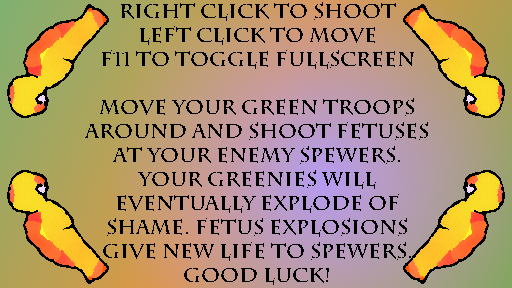 RIGHT CLICK TO SHOOT
LEFT CLICK TO MOVE
F11 TO TOGGLE FULLSCREEN
MOVE YOUR GREEN TROOPS
AROUND AND SHOOT FETUSES
AT YOUR ENEMY SPEWERS.
YOUR GREENIES WILL
EVENTUALLY EXPLODE OF
SHAME. FETUS EXPLOSIONS
GIVE NEW LIFE TO SPEWERS.
GOOD LUCK!